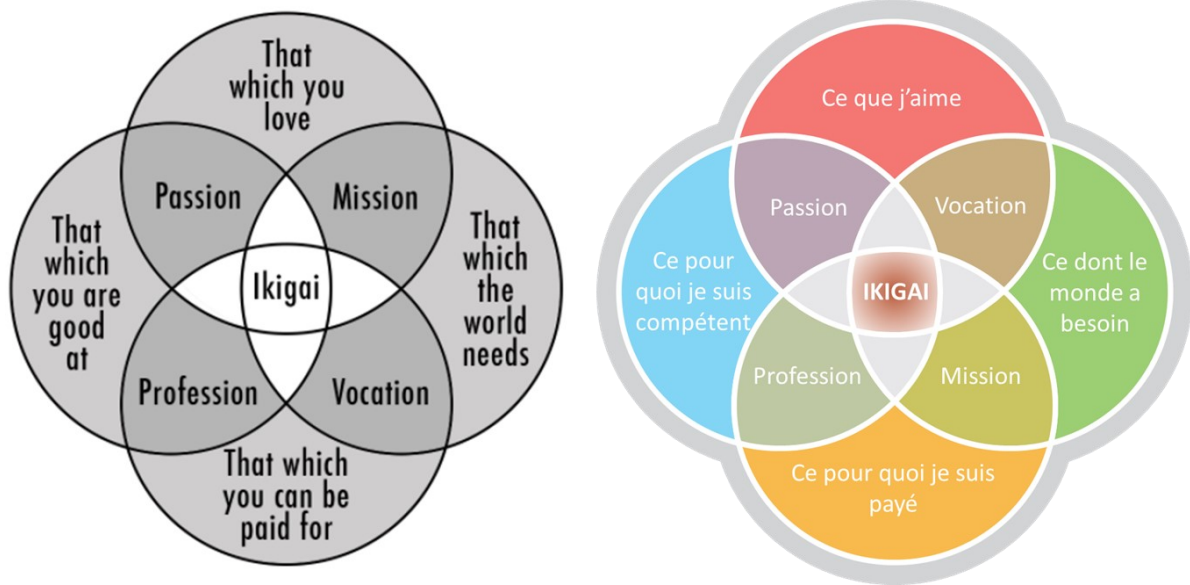 That
which you
love
Passion
Mission
That
which
you are
good
at
Ikigai
That
which
the
world
needs
Profession
Vocation
That which
you can be
paid for
Ce que j'aime
Passion
Vocation
Ce pour
quoi je suis
compétent
IKIGAI
Ce dont le
monde a
besoin
Profession
Mission
Ce pour quoi je suis
payé